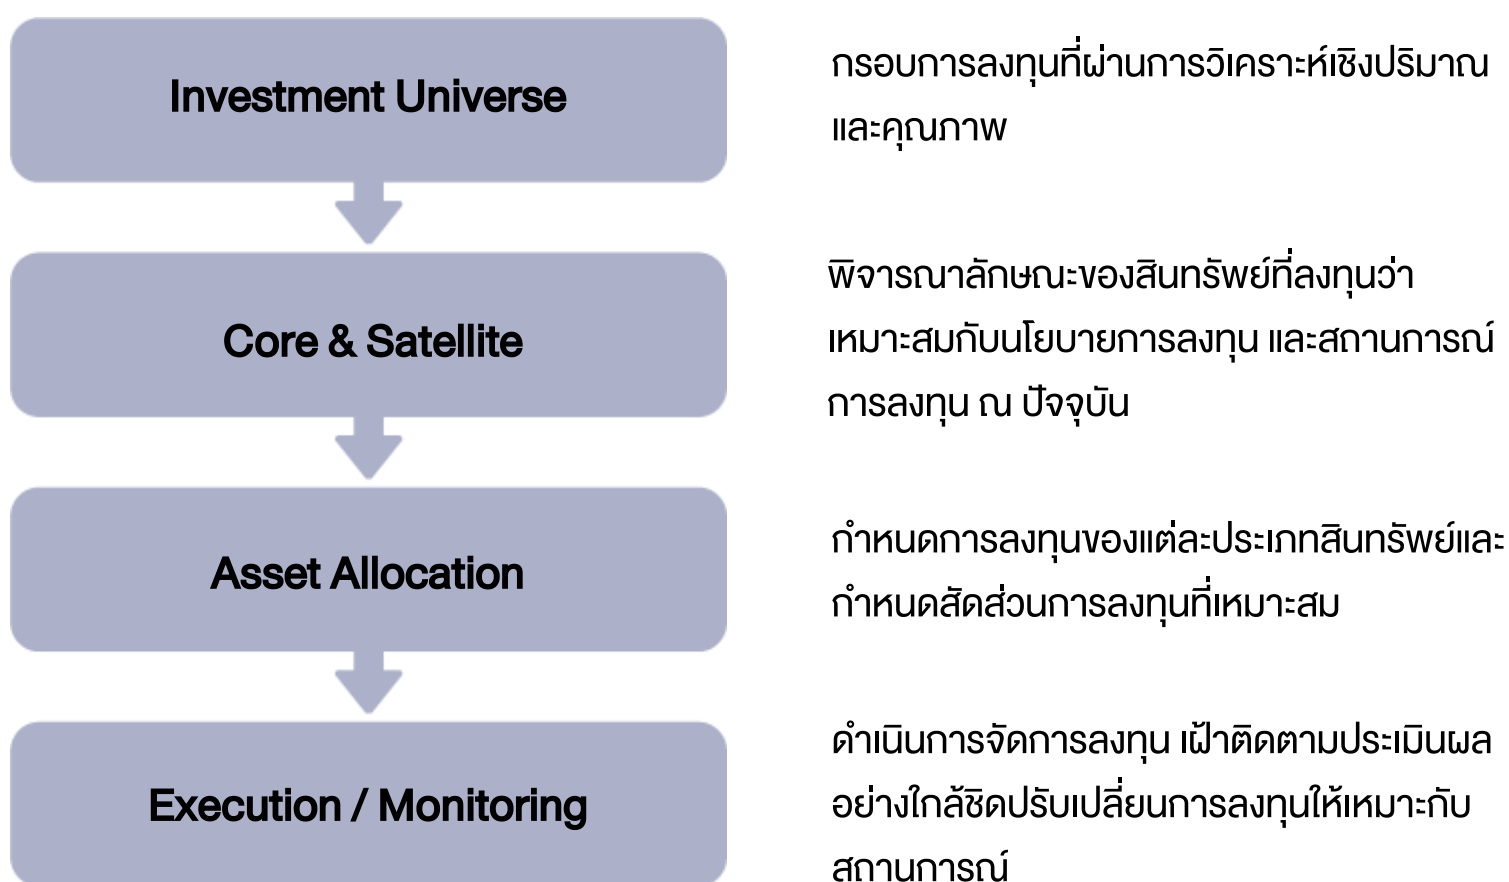 Investment Universe
กรอบการลงทุนที่ผ่านการวิเคราะห์เชิงปริมาณ
และคุณภาพ
Core & Satellite
พิจารณาลักษณะของสินทรัพย์ที่ลงทุนว่า
เหมาะสมกับนโยบายการลงทุน และสถานการณ์
การลงทุน ณ ปัจจุบัน
Asset Allocation
กำหนดการลงทุนของแต่ละประเภทสินทรัพย์และ
กำหนดสัดส่วนการลงทุนที่เหมาะสม
Execution / Monitoring
ดำเนินการจัดการลงทุน เฝ้าติดตามประเมินผล
อย่างใกล้ชิดปรับเปลี่ยนการลงทุนให้เหมาะกับ
สถานการณ์